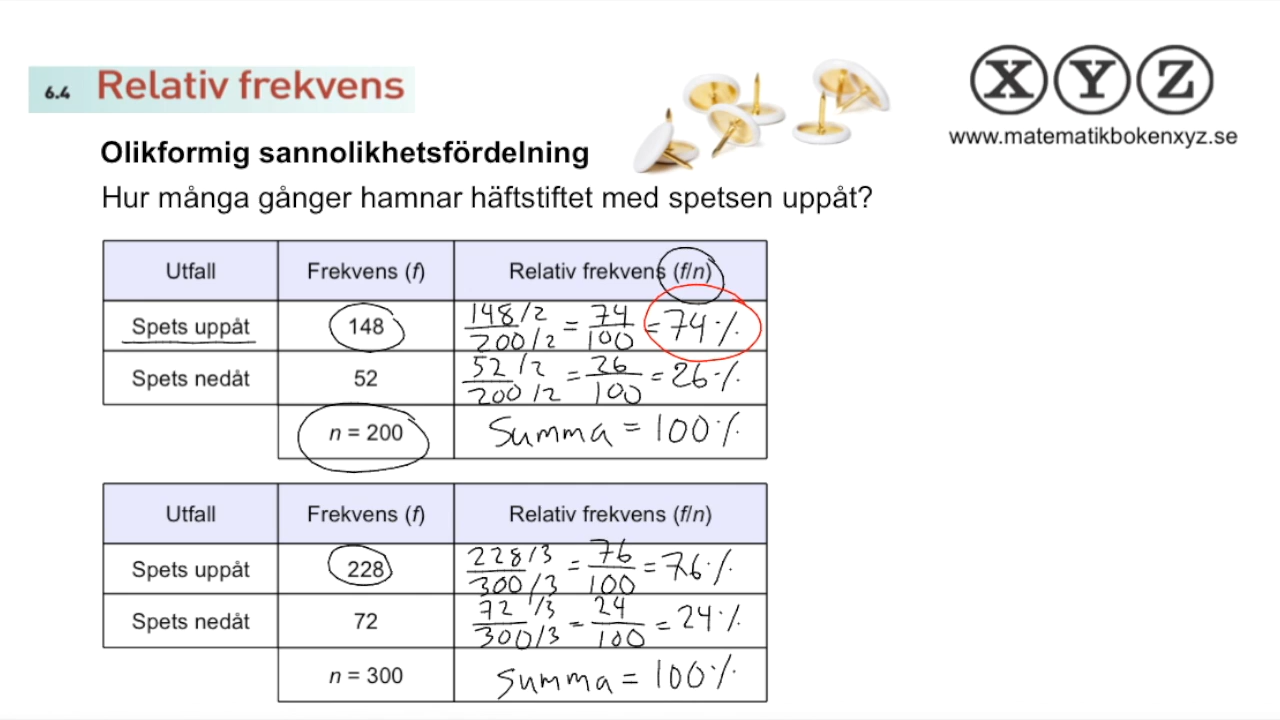 6.4 Relativ frekvens
X Y Z
www.matematikbokenxyz.se
Olikformig sannolikhetsfördelning
Hur många gånger hamnar häftstiftet med spetsen uppåt?
Utfall Frekvens (f) Relativ frekvens (f/n)
Spets uppåt 148 148/2 / 200/2 = 74/100 = 74 %
Spets nedåt 52 52/2 / 200/2 = 26/100 = 26 %
n = 200 Summa = 100 %
Utfall Frekvens (f) Relativ frekvens (f/n)
Spets uppåt 228 228/3 / 300/3 = 76/100 = 76 %
Spets nedåt 72 72/3 / 300/3 = 24/100 = 24 %
n = 300 Summa = 100 %